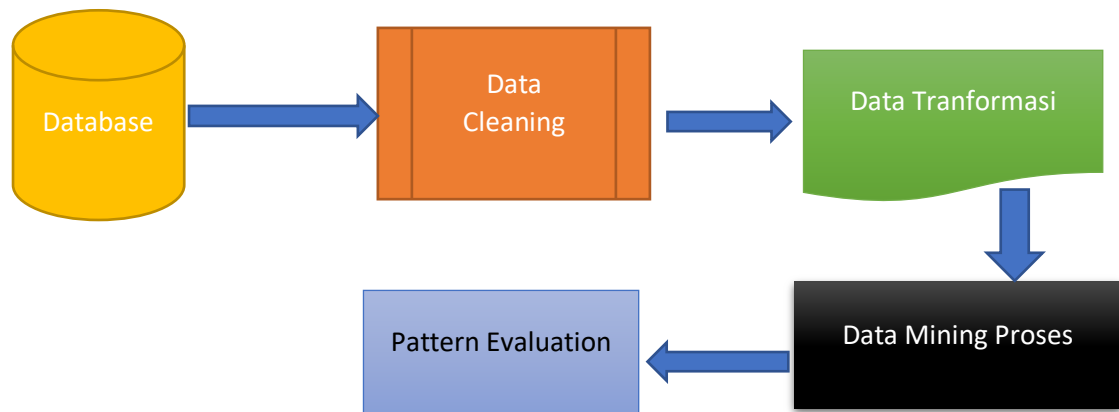 Database
Data
Cleaning
Data Tranformasi
Data Mining Proses
Pattern Evaluation